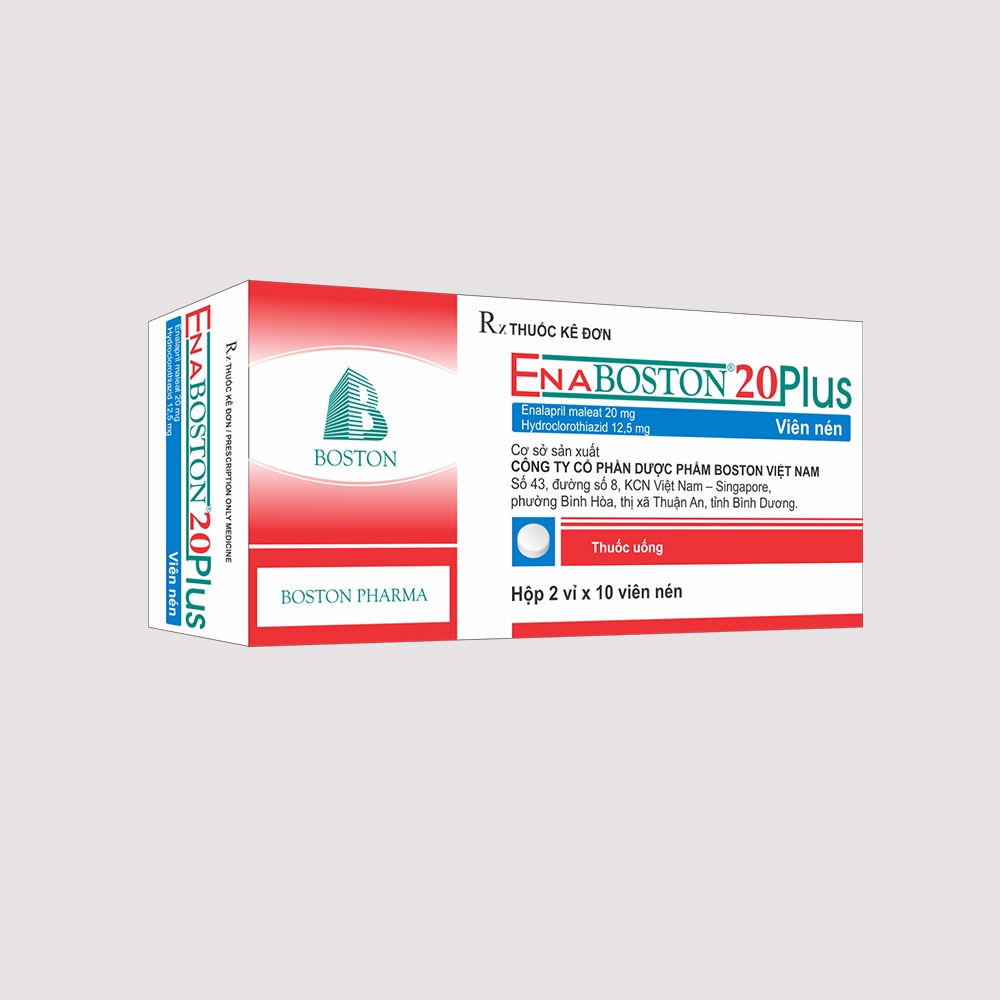 Enalapril maleat 20 mg
Hydroclorothiazid 12,5 mg
Viên nén
ENABOSTON® 20Plus
Rx THUỐC KÊ ĐƠN / PRESCRIPTION ONLY MEDICINE
B
BOSTON
BOSTON PHARMA
Rx THUỐC KÊ ĐƠN
ENABOSTON® 20Plus
Enalapril maleat 20 mg
Hydroclorothiazid 12,5 mg
Viên nén
Cơ sở sản xuất
CÔNG TY CỔ PHẦN DƯỢC PHẨM BOSTON VIỆT NAM
Số 43, đường số 8, KCN Việt Nam – Singapore,
phường Bình Hòa, thị xã Thuận An, tỉnh Bình Dương.
Thuốc uống
Hộp 2 vỉ x 10 viên nén